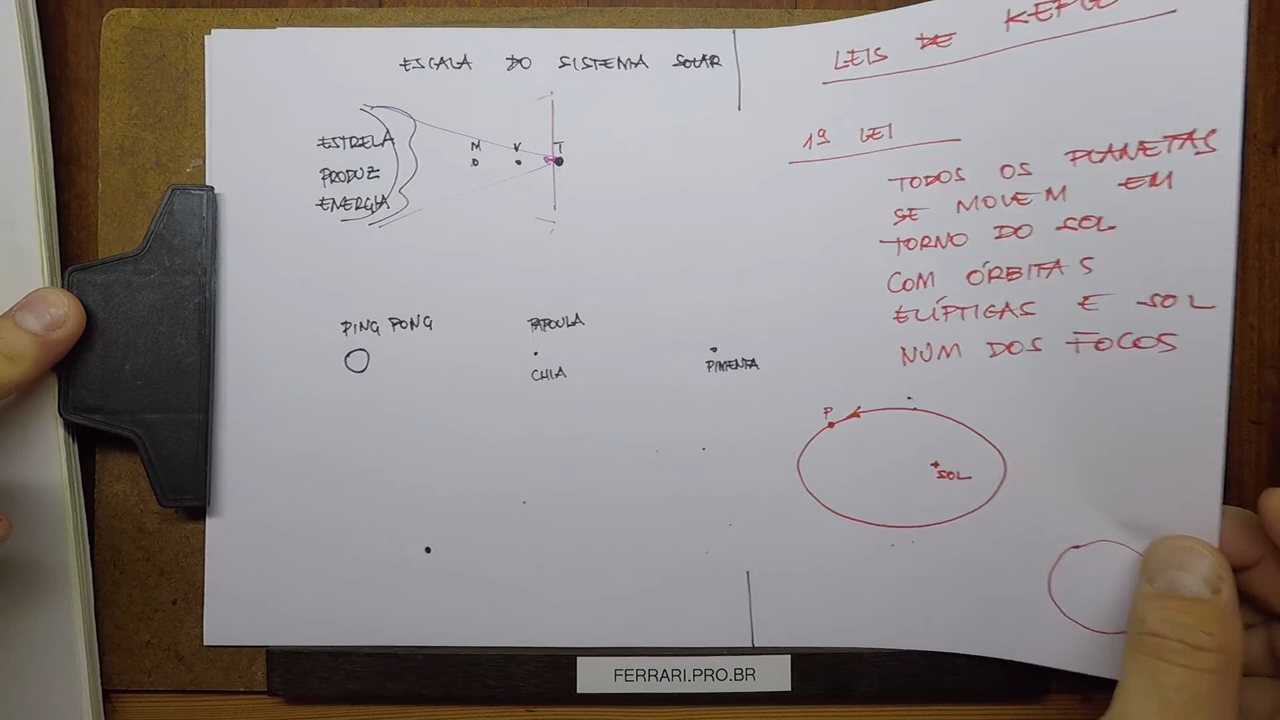 ESCALA DO SISTEMA SOLAR
ESTRELA
PRODUZ
ENERGIA
M V T
PING PONG
PAPOULA
CHIA
PIMENTA
LEIS DE KEPLE
1ª LEI
TODOS OS PLANETAS
SE MOVEM EM
TORNO DO SOL
COM ÓRBITAS
ELÍPTICAS E SOL
NUM DOS FOCOS
P
SOL
FERRARI.PRO.BR